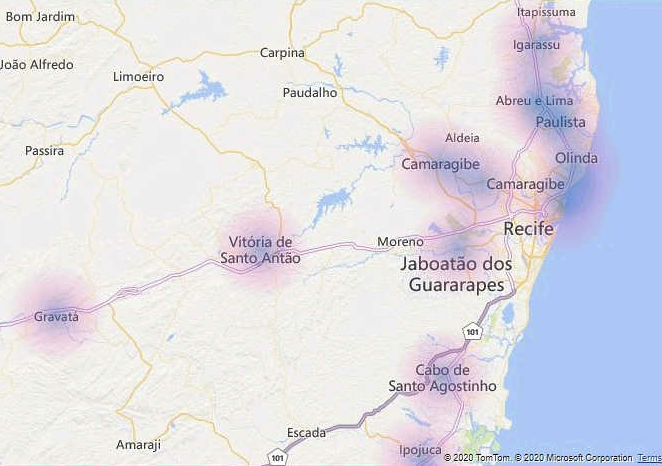 Itapissuma
Bom Jardim
Igarassu
Carpina
João Alfredo
Limoeiro
Paudalho
Abreu e Lima
Paulista
Aldeia
Passira
Olinda
Camaragibe
Camaragibe
Recife
Vitória de
Santo Antão
Moreno
Jaboatão dos
Guararapes
Gravatá
101
Cabo de
Santo Agostinho
Escada
Amaraji
Ipojuca
101
© 2020 TomTom, © 2020 Microsoft Corporation Terms